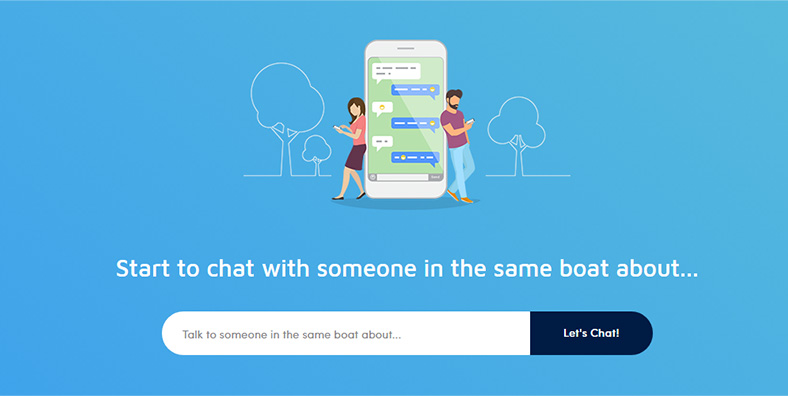 Start to chat with someone in the same boat about...
Talk to someone in the same boat about...
Let's Chat!